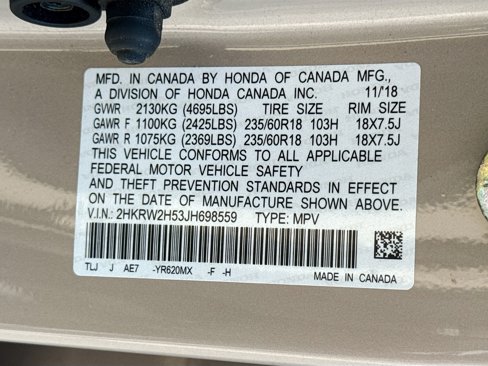 MFD. IN CANADA BY HONDA OF CANADA MFG.,
A DIVISION OF HONDA CANADA INC. 11/18
GVWR 2130KG (4695LBS) TIRE SIZE RIM SIZE
GAWR F 1100KG (2425LBS) 235/60R18 103H 18X7.5J
GAWR R 1075KG (2369LBS) 235/60R18 103H 18X7.5J
THIS VEHICLE CONFORMS TO ALL APPLICABLE
FEDERAL MOTOR VEHICLE SAFETY
AND THEFT PREVENTION STANDARDS IN EFFECT
ON THE DATE OF MANUFACTURE SHOWN ABOVE.
V.I.N.: 2HKRW2H53JH698559 TYPE: MPV
TLJ J AE7 -YR620MX -F -H
MADE IN CANADA